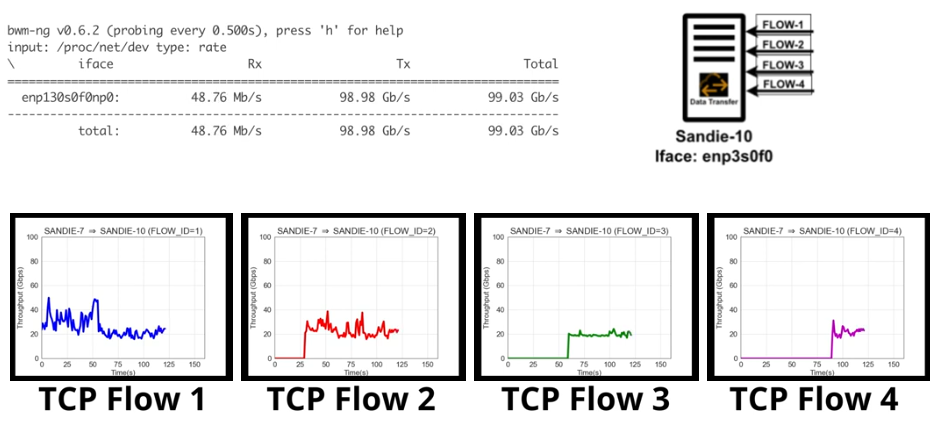 bwm-ng v0.6.2 (probing every 0.500s), press 'h' for help
input: /proc/net/dev type: rate
\ iface Rx Tx Total
==============================================================================
enp130s0f0np0: 48.76 Mb/s 98.98 Gb/s 99.03 Gb/s
------------------------------------------------------------------------------
total: 48.76 Mb/s 98.98 Gb/s 99.03 Gb/s
FLOW-1
FLOW-2
FLOW-3
FLOW-4
Data Transfer
Sandie-10
Iface: enp3s0f0
SANDIE-7 ⇒ SANDIE-10 (FLOW_ID=1)
100
80
60
40
20
0
Throughput (Gbps)
0 25 50 75 100 125 150
Time(s)
TCP Flow 1
SANDIE-7 ⇒ SANDIE-10 (FLOW_ID=2)
100
80
60
40
20
0
Throughput (Gbps)
0 25 50 75 100 125 150
Time(s)
TCP Flow 2
SANDIE-7 ⇒ SANDIE-10 (FLOW_ID=3)
100
80
60
40
20
0
Throughput (Gbps)
0 25 50 75 100 125 150
Time(s)
TCP Flow 3
SANDIE-7 ⇒ SANDIE-10 (FLOW_ID=4)
100
80
60
40
20
0
Throughput (Gbps)
0 25 50 75 100 125 150
Time(s)
TCP Flow 4